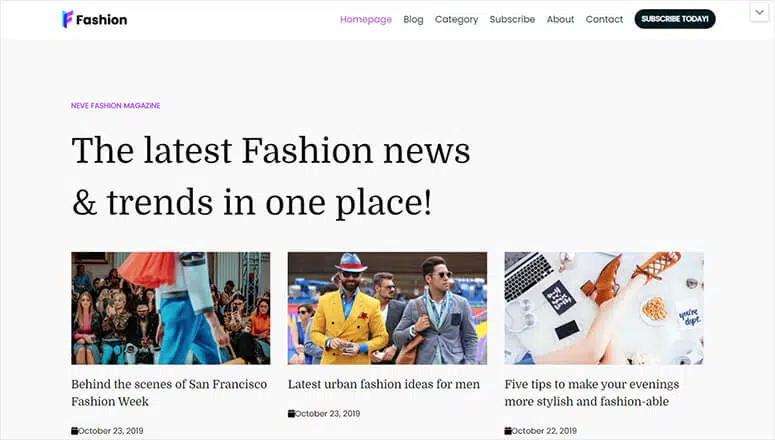 Fashion
Homepage Blog Category Subscribe About Contact SUBSCRIBE TODAY!
NEVE FASHION MAGAZINE
The latest Fashion news
& trends in one place!
you're dope.
Behind the scenes of San Francisco
Fashion Week
October 23, 2019
Latest urban fashion ideas for men
October 23, 2019
Five tips to make your evenings
more stylish and fashion-able
October 22, 2019